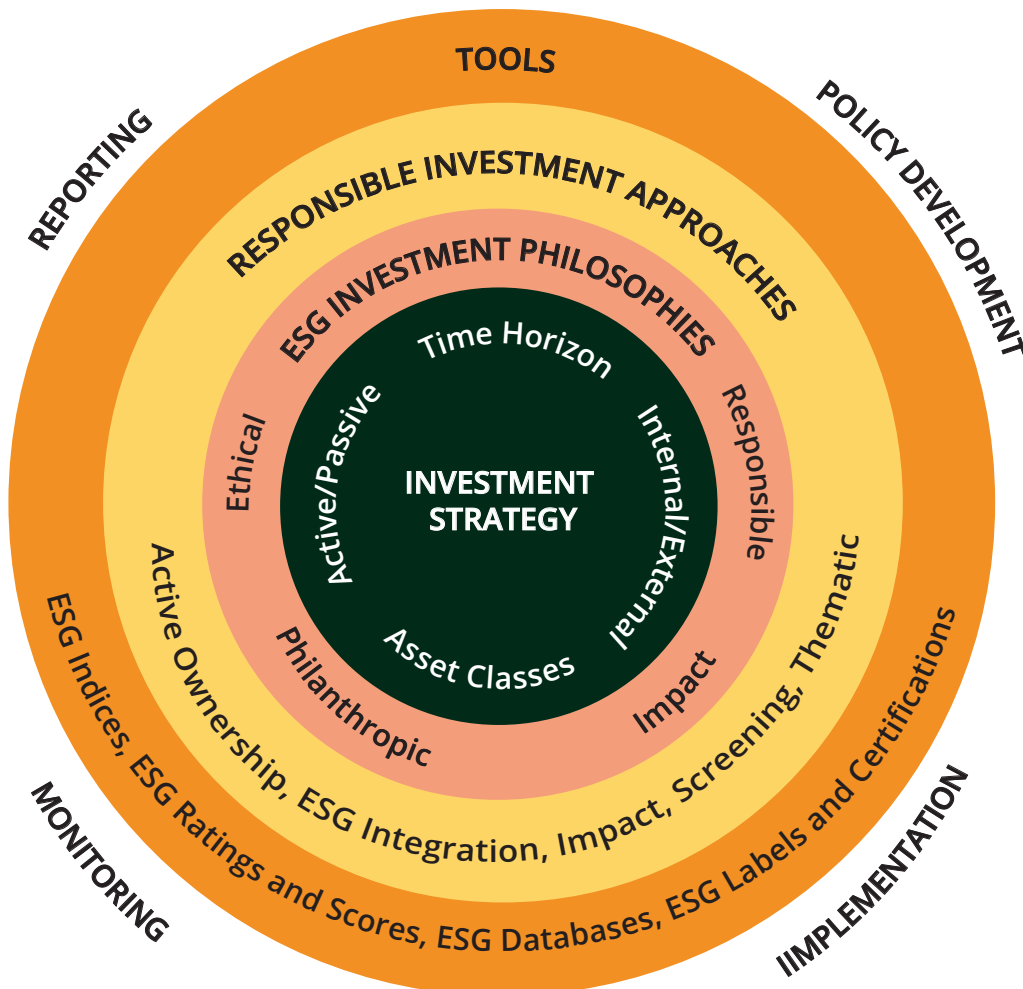 TOOLS
REPORTING
POLICY DEVELOPMENT
RESPONSIBLE INVESTMENT APPROACHES
ESG INVESTMENT PHILOSOPHIES
Time Horizon
Active/Passive
Internal/External
Ethical
Responsible
INVESTMENT
STRATEGY
Asset Classes
Philanthropic
Impact
Active Ownership, ESG Integration, Impact, Screening, Thematic
ESG Indices, ESG Ratings and Scores, ESG Databases, ESG Labels and Certifications
MONITORING
IIMPLEMENTATION